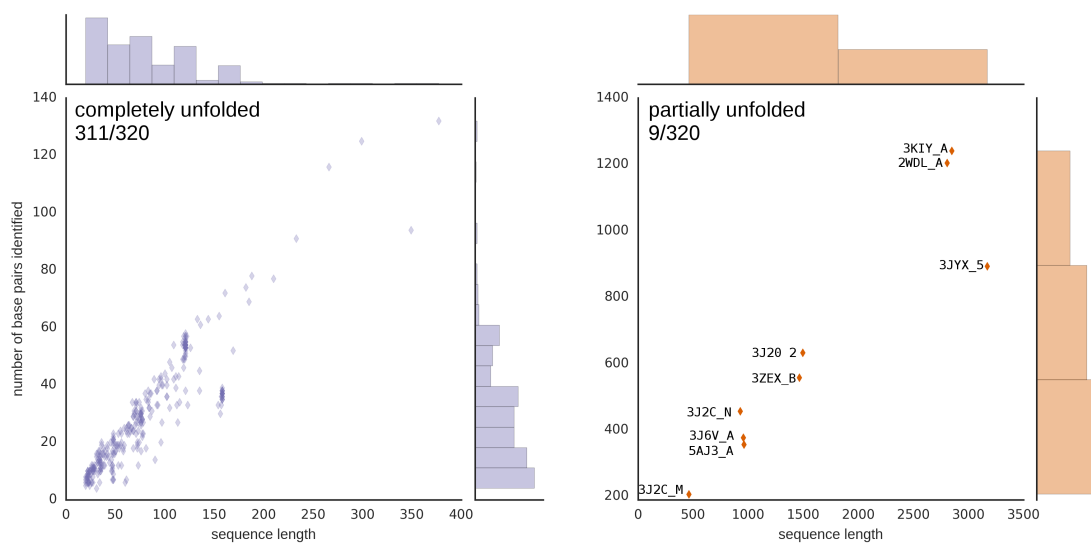 completely unfolded
311/320
140
120
100
80
60
40
20
0
number of base pairs identified
0 50 100 150 200 250 300 350 400
sequence length
partially unfolded
9/320
1400
1200
1000
800
600
400
200
3KIY_A
2WDL_A
3JYX_5
3J20 2
3ZEX_B
3J2C_N
3J6V_A
5AJ3_A
3J2C_M
0 500 1000 1500 2000 2500 3000 3500
sequence length